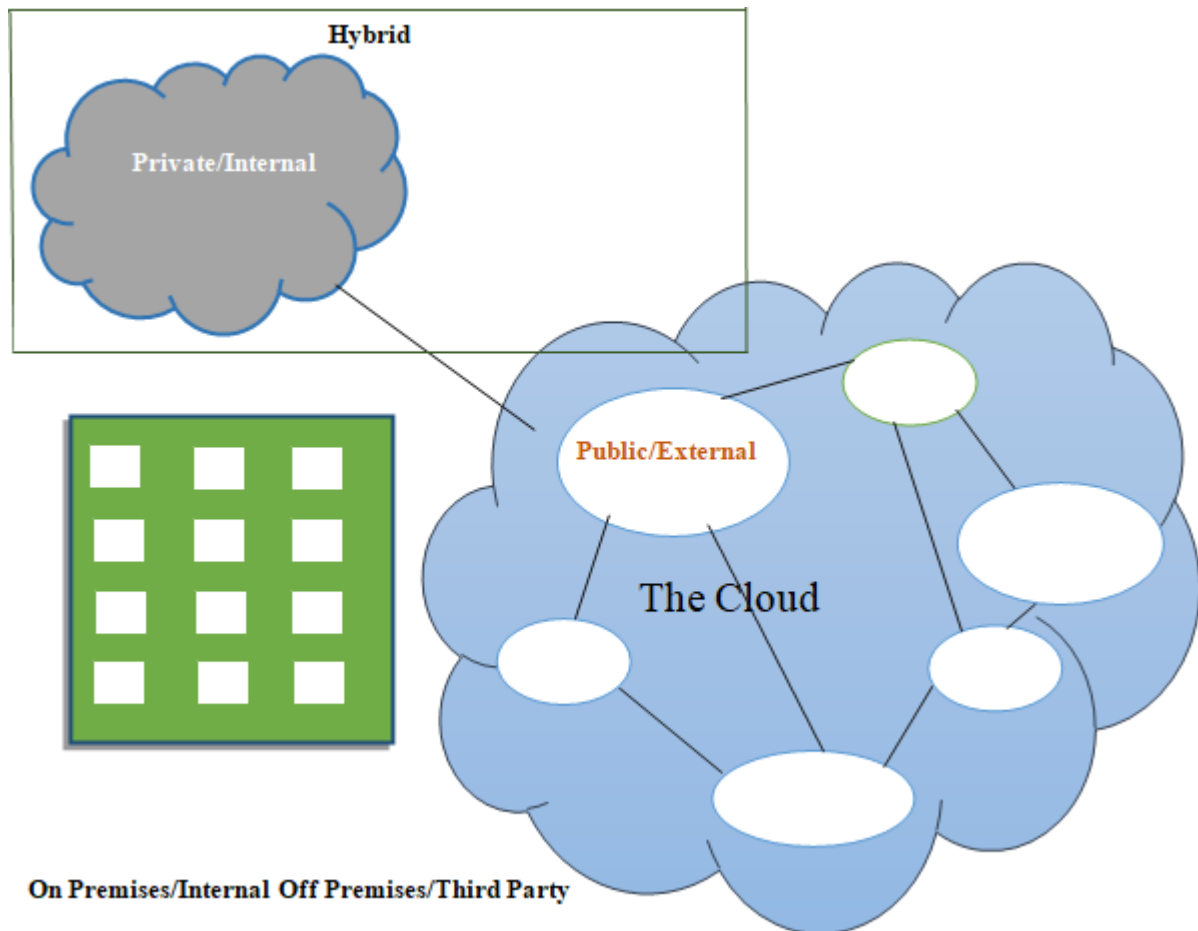 Hybrid
Private/Internal
Public/External
The Cloud
On Premises/Internal Off Premises/Third Party